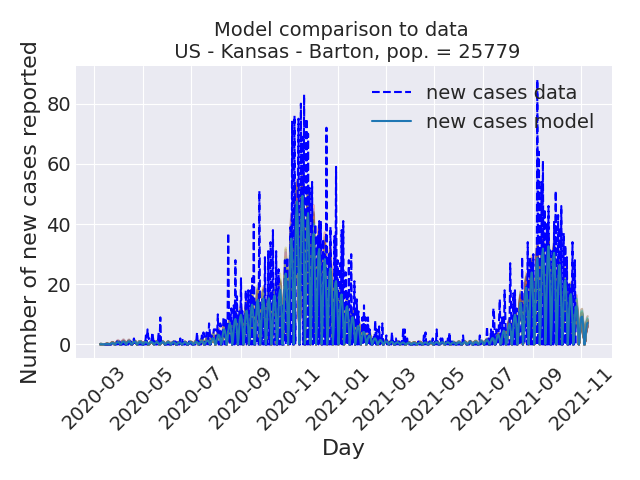 Model comparison to data
US - Kansas - Barton, pop. = 25779
Number of new cases reported
80
60
40
20
0
new cases data
new cases model
2020-03
2020-05
2020-07
2020-09
2020-11
2021-01
2021-03
2021-05
2021-07
2021-09
2021-11
Day